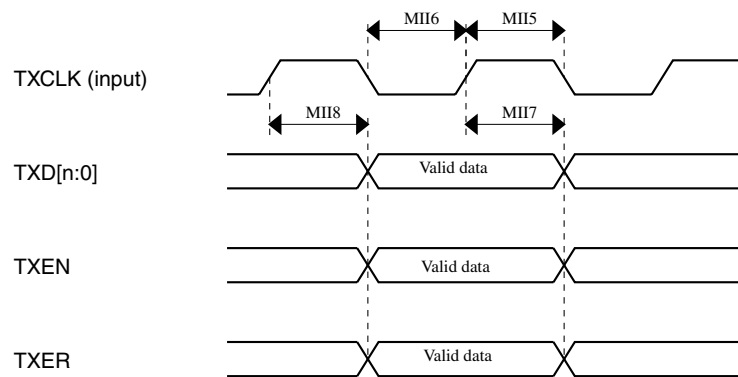 MII6 MII5
TXCLK (input)
MII8 MII7
TXD[n:0] Valid data
TXEN Valid data
TXER Valid data